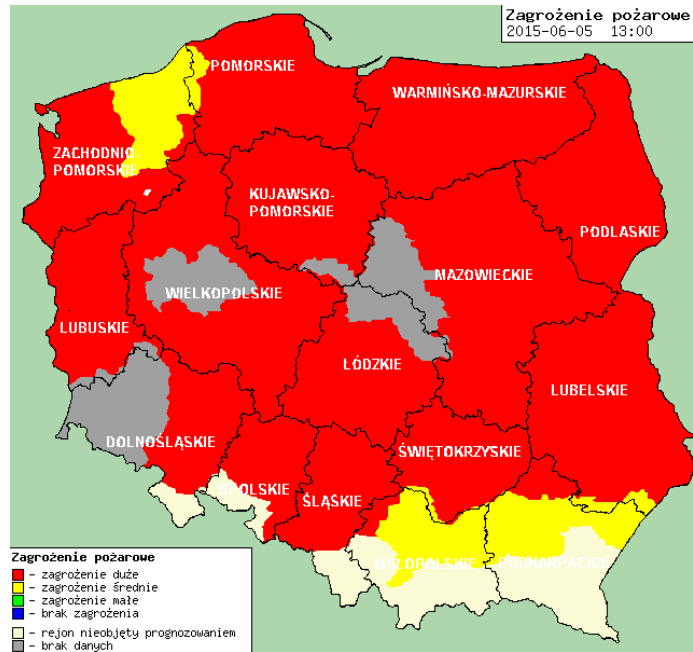 Zagrożenie pożarowe
2015-06-05 13:00
POMORSKIE
WARMIŃSKO-MAZURSKIE
ZACHODNIO-
POMORSKIE
KUJAWSKO-
POMORSKIE
PODLASKIE
MAZOWIECKIE
WIELKOPOLSKIE
LUBUSKIE
ŁÓDZKIE
LUBELSKIE
DOLNOŚLĄSKIE
ŚWIĘTOKRZYSKIE
OPOLSKIE
ŚLĄSKIE
MAŁOPOLSKIE
PODKARPACKIE
Zagrożenie pożarowe
- zagrożenie duże
- zagrożenie średnie
- zagrożenie małe
- brak zagrożenia
- rejon nieobjęty prognozowaniem
- brak danych